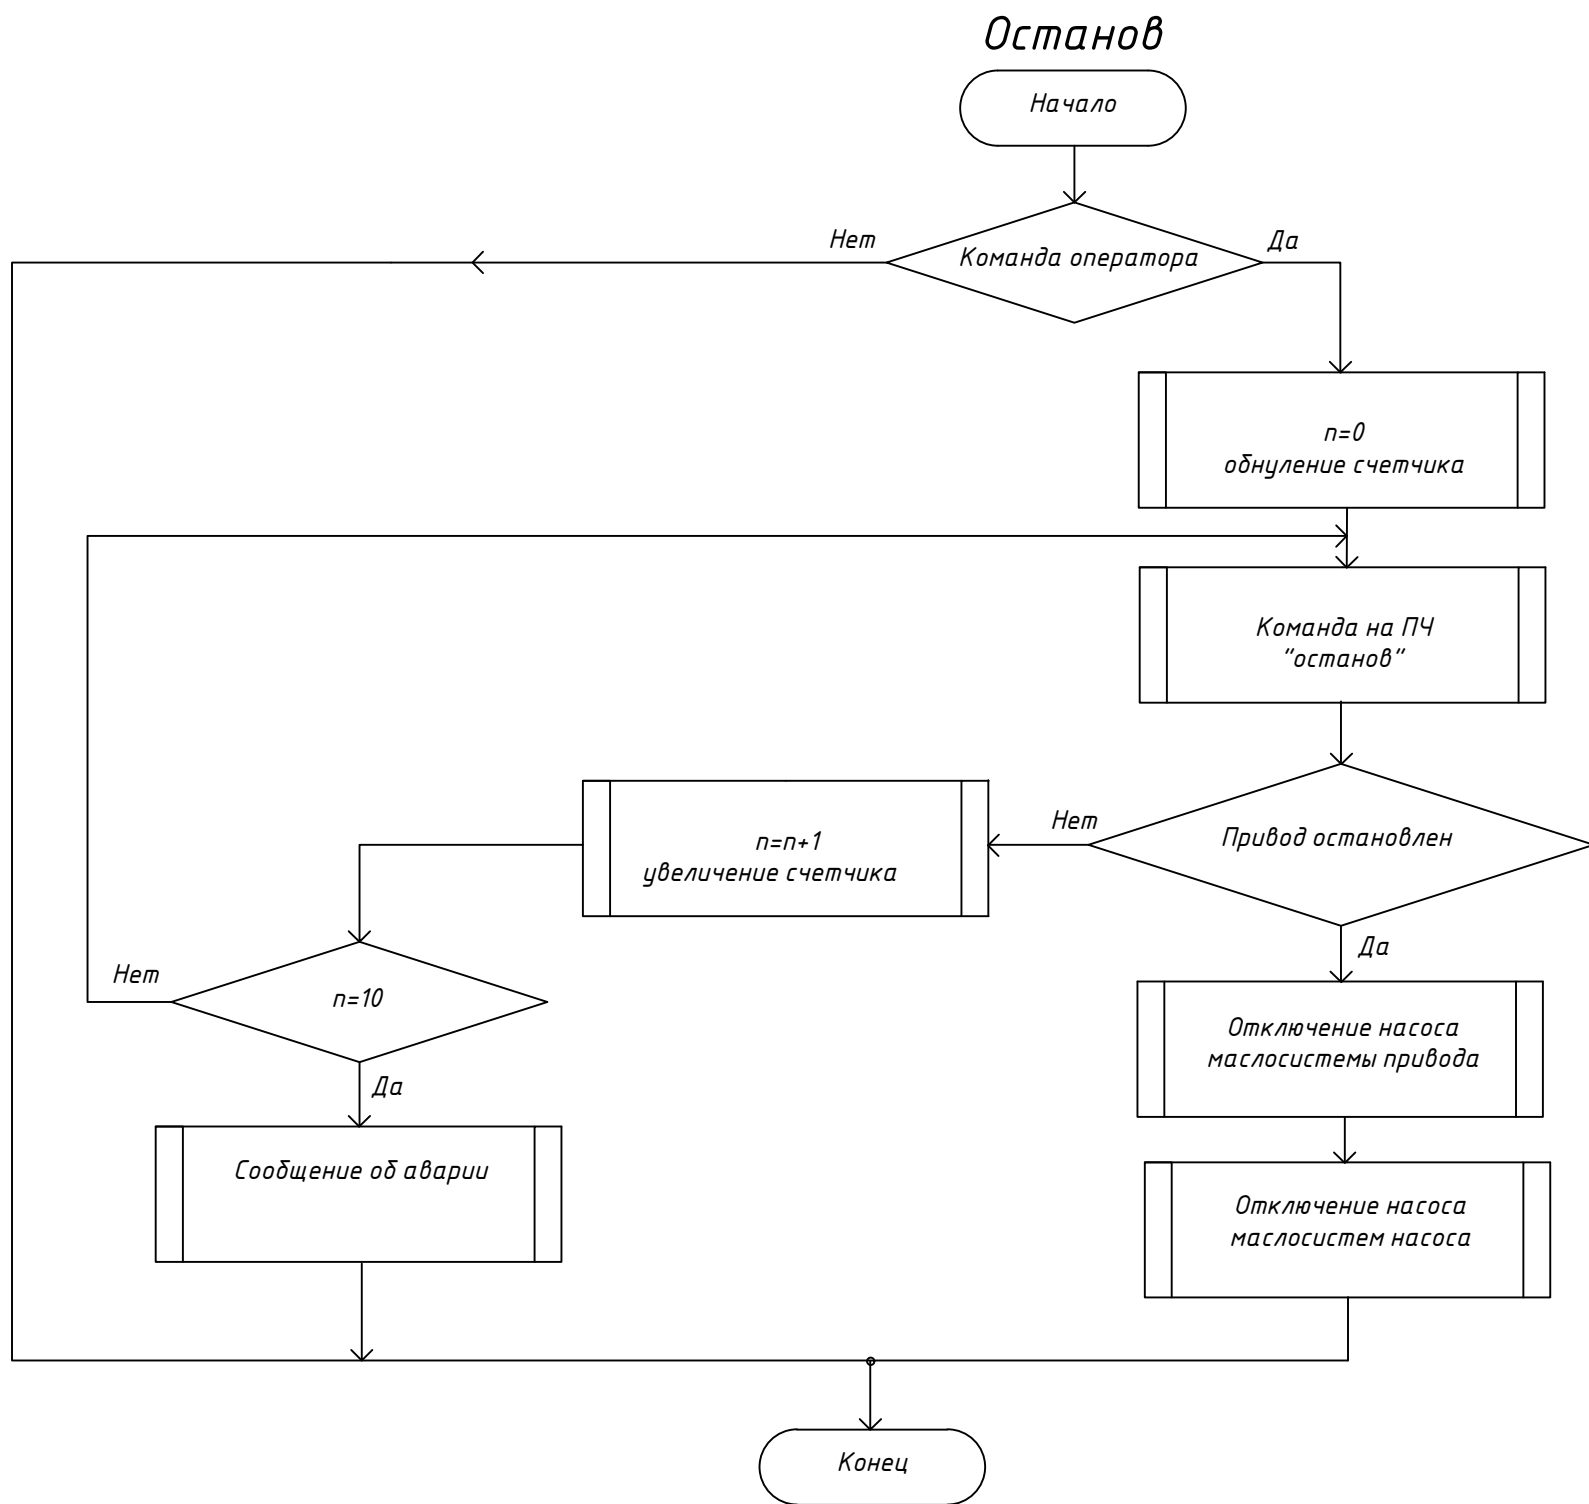 Останов
Начало
Команда оператора
Нет
Да
n=0
обнуление счетчика
Команда на ПЧ
"останов"
Привод остановлен
Нет
n=n+1
увеличение счетчика
Да
Нет
n=10
Отключение насоса
маслосистемы привода
Да
Сообщение об аварии
Отключение насоса
маслосистем насоса
Конец